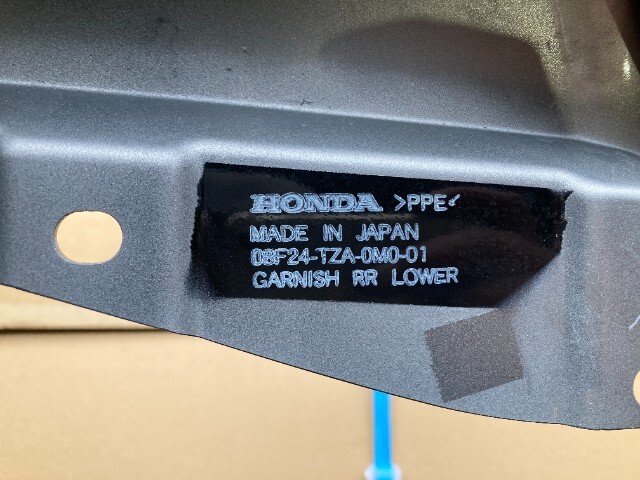 HONDA >PPE<
MADE IN JAPAN
08F24-TZA-0M0-01
GARNISH RR LOWER